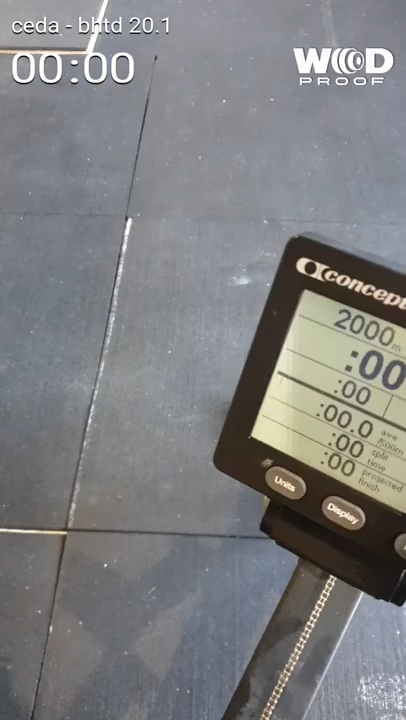 ceda - bhtd 20.1
00:00
WOD
PROOF
concept
2000m
:00
:00
:00.0 ave /500m
:00 split time
:00 projected finish
Units
Display